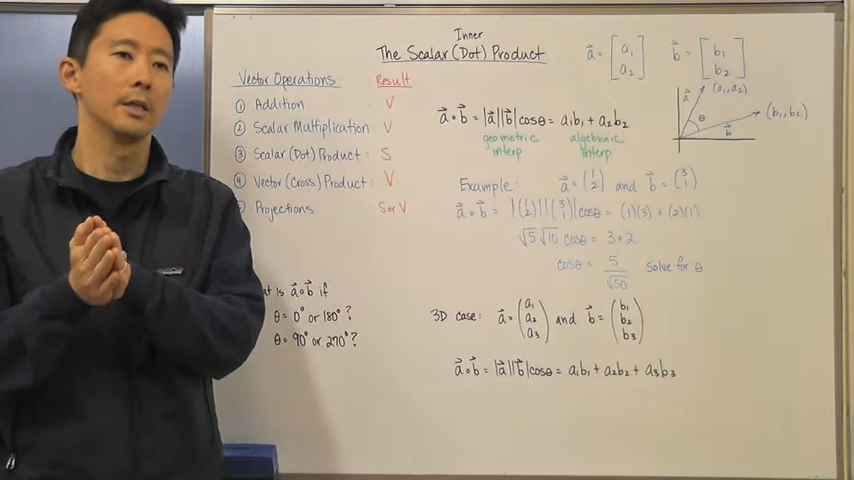 Inner
The Scalar (Dot) Product
a⃗ = [a₁ a₂] b⃗ = [b₁ b₂]
Vector Operations Result
① Addition V
② Scalar Multiplication V
③ Scalar (Dot) Product S
④ Vector (Cross) Product V
Projections S or V
a⃗ ∘ b⃗ = |a⃗||b⃗|cosθ = a₁b₁ + a₂b₂
geometric interp
algebraic interp
a⃗ (a₁, a₂)
θ
b⃗ (b₁, b₂)
Example: a⃗ = (1 2) and b⃗ = (3 1)
a⃗ ∘ b⃗ = |(1 2)||(3 1)|cosθ = (1)(3) + (2)(1)
√5 √10 cosθ = 3 + 2
cosθ = 5/√50 solve for θ
is a⃗ ∘ b⃗ if
θ = 0° or 180°?
θ = 90° or 270°?
3D case: a⃗ = (a₁ a₂ a₃) and b⃗ = (b₁ b₂ b₃)
a⃗ ∘ b⃗ = |a⃗||b⃗|cosθ = a₁b₁ + a₂b₂ + a₃b₃